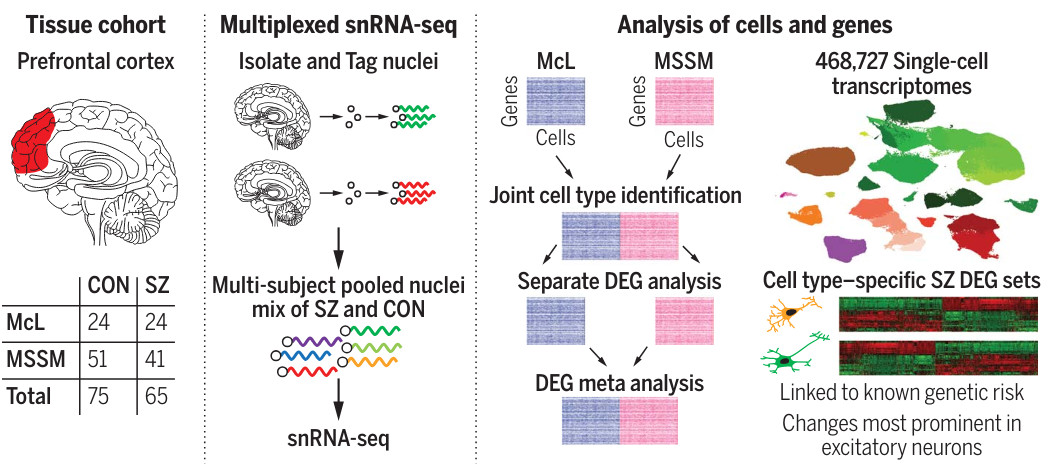 Tissue cohort
Prefrontal cortex
CON SZ
McL 24 24
MSSM 51 41
Total 75 65
Multiplexed snRNA-seq
Isolate and Tag nuclei
Multi-subject pooled nuclei
mix of SZ and CON
snRNA-seq
Analysis of cells and genes
McL MSSM
Genes Genes
Cells Cells
Joint cell type identification
Separate DEG analysis
DEG meta analysis
468,727 Single-cell
transcriptomes
Cell type–specific SZ DEG sets
Linked to known genetic risk
Changes most prominent in
excitatory neurons